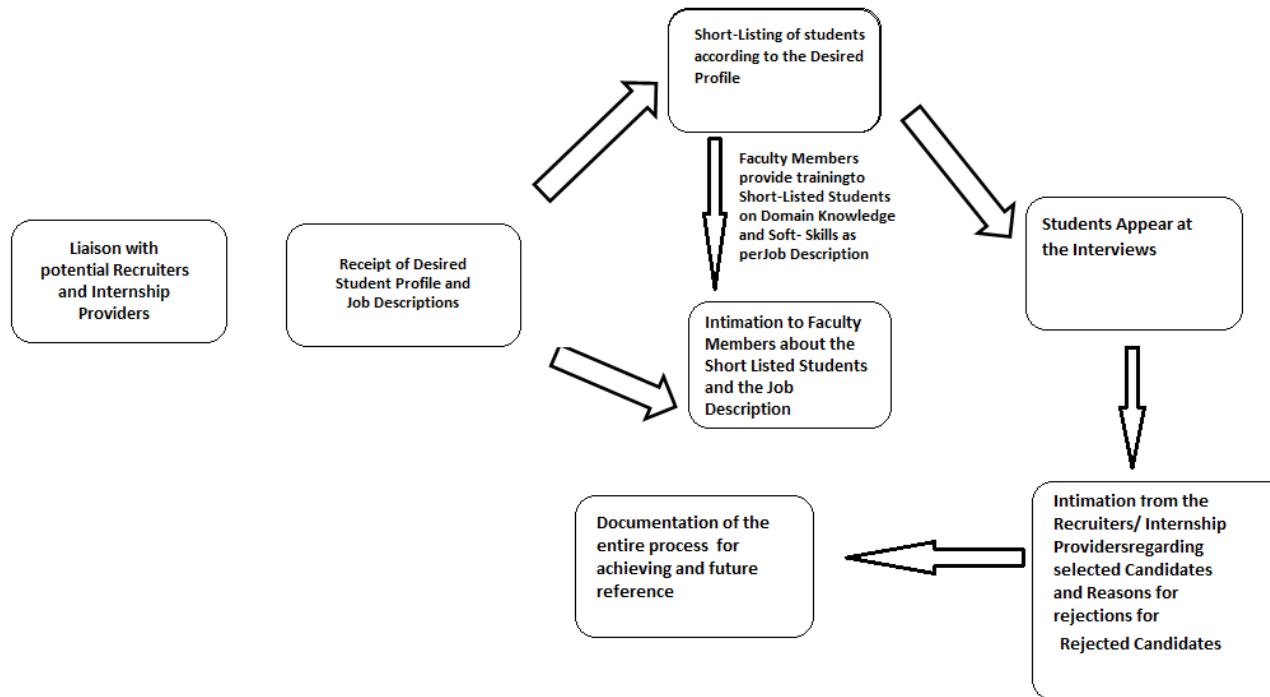 Liaison with
potential Recruiters
and Internship
Providers
Receipt of Desired
Student Profile and
Job Descriptions
Short-Listing of students
according to the Desired
Profile
Faculty Members
provide trainingto
Short-Listed Students
on Domain Knowledge
and Soft- Skills as
perJob Description
Intimation to Faculty
Members about the
Short Listed Students
and the Job
Description
Students Appear at
the Interviews
Intimation from the
Recruiters/ Internship
Providersregarding
selected Candidates
and Reasons for
rejections for
Rejected Candidates
Documentation of the
entire process for
achieving and future
reference